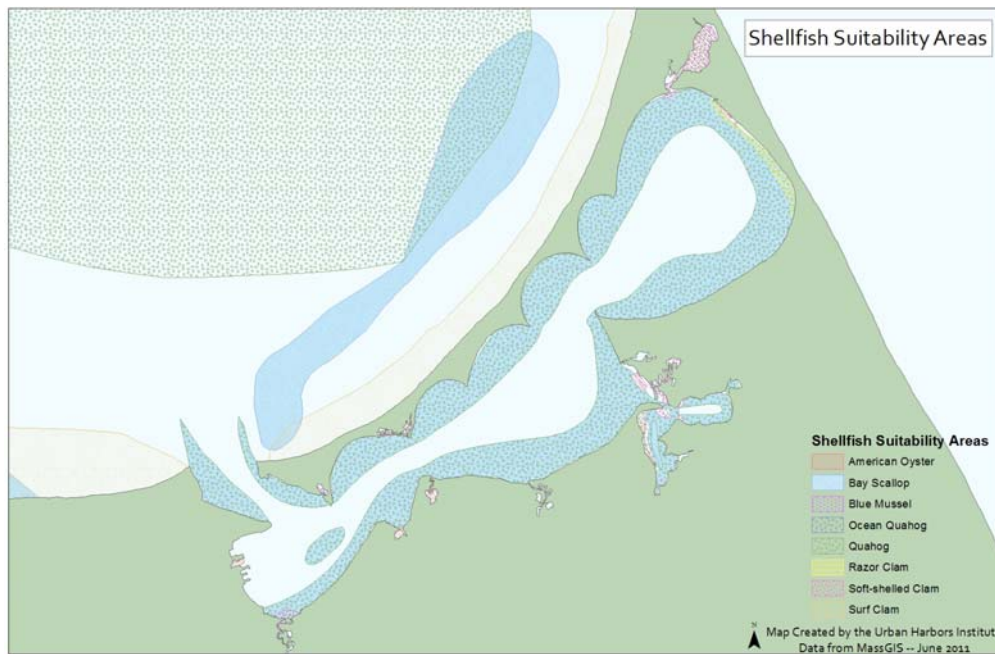 Shellfish Suitability Areas
Shellfish Suitability Areas
American Oyster
Bay Scallop
Blue Mussel
Ocean Quahog
Quahog
Razor Clam
Soft-shelled Clam
Surf Clam
N
Map Created by the Urban Harbors Institut
Data from MassGIS -- June 2011